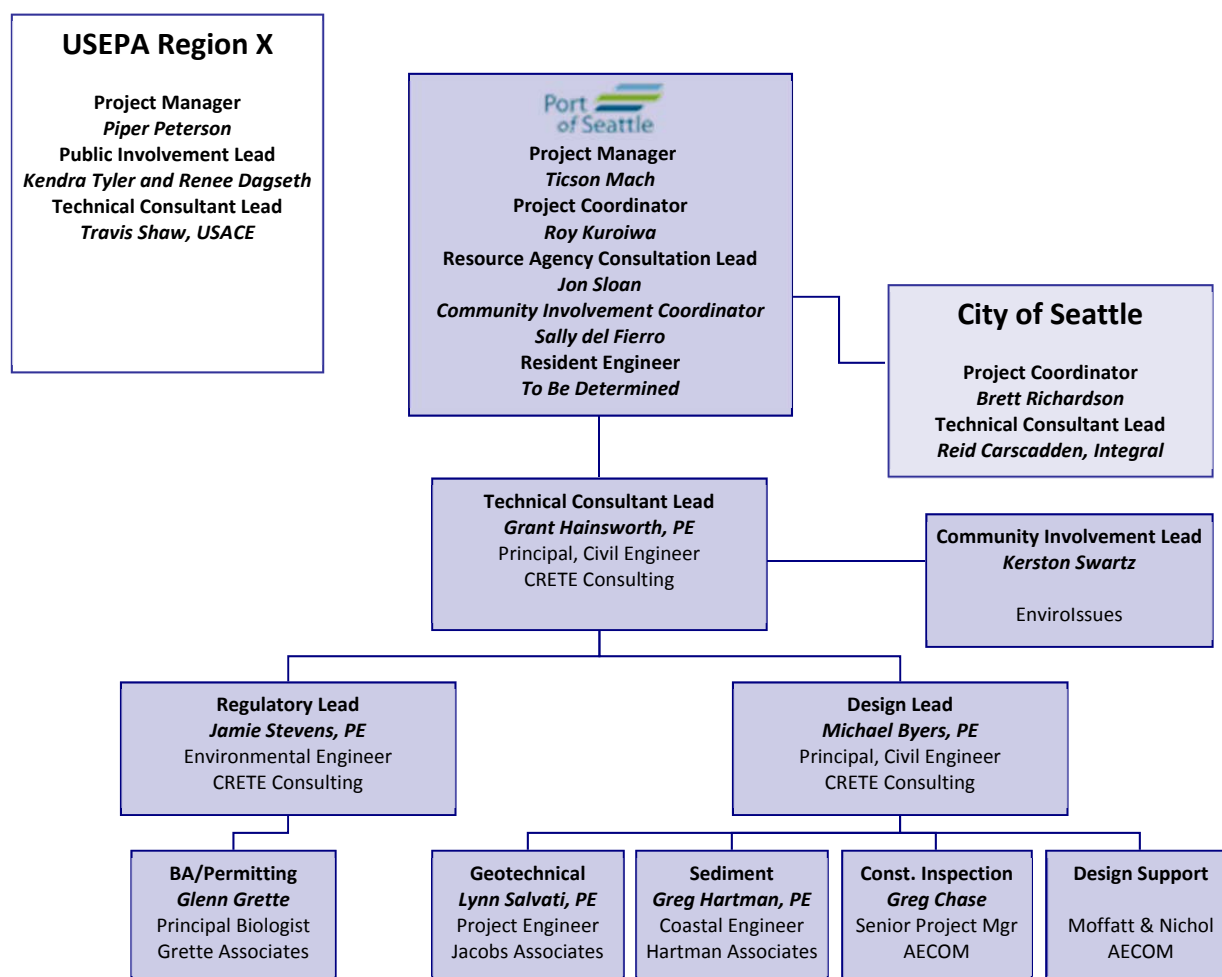 USEPA Region X
Project Manager
Piper Peterson
Public Involvement Lead
Kendra Tyler and Renee Dagseth
Technical Consultant Lead
Travis Shaw, USACE
Port
of Seattle
Project Manager
Ticson Mach
Project Coordinator
Roy Kuroiwa
Resource Agency Consultation Lead
Jon Sloan
Community Involvement Coordinator
Sally del Fierro
Resident Engineer
To Be Determined
City of Seattle
Project Coordinator
Brett Richardson
Technical Consultant Lead
Reid Carscadden, Integral
Technical Consultant Lead
Grant Hainsworth, PE
Principal, Civil Engineer
CRETE Consulting
Community Involvement Lead
Kerston Swartz
EnviroIssues
Regulatory Lead
Jamie Stevens, PE
Environmental Engineer
CRETE Consulting
Design Lead
Michael Byers, PE
Principal, Civil Engineer
CRETE Consulting
BA/Permitting
Glenn Grette
Principal Biologist
Grette Associates
Geotechnical
Lynn Salvati, PE
Project Engineer
Jacobs Associates
Sediment
Greg Hartman, PE
Coastal Engineer
Hartman Associates
Const. Inspection
Greg Chase
Senior Project Mgr
AECOM
Design Support
Moffatt & Nichol
AECOM